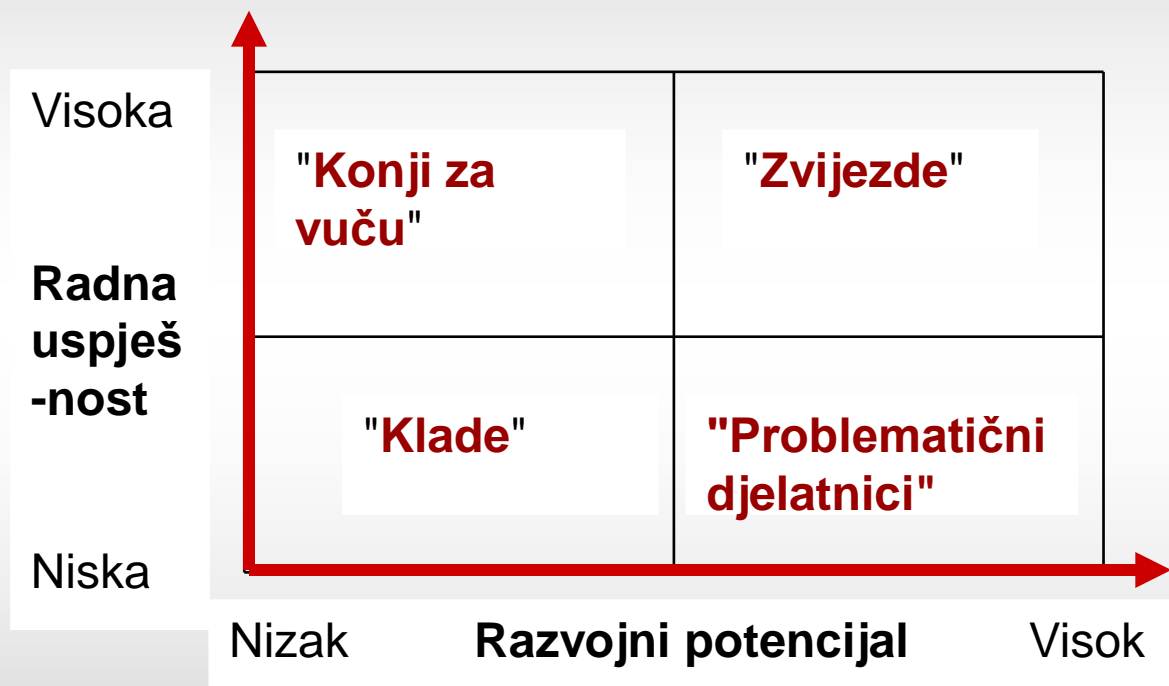 Visoka
"Konji za
vuču"
"Zvijezde"
Radna
uspješ
-nost
"Klade"
"Problematični
djelatnici"
Niska
Nizak Razvojni potencijal Visok